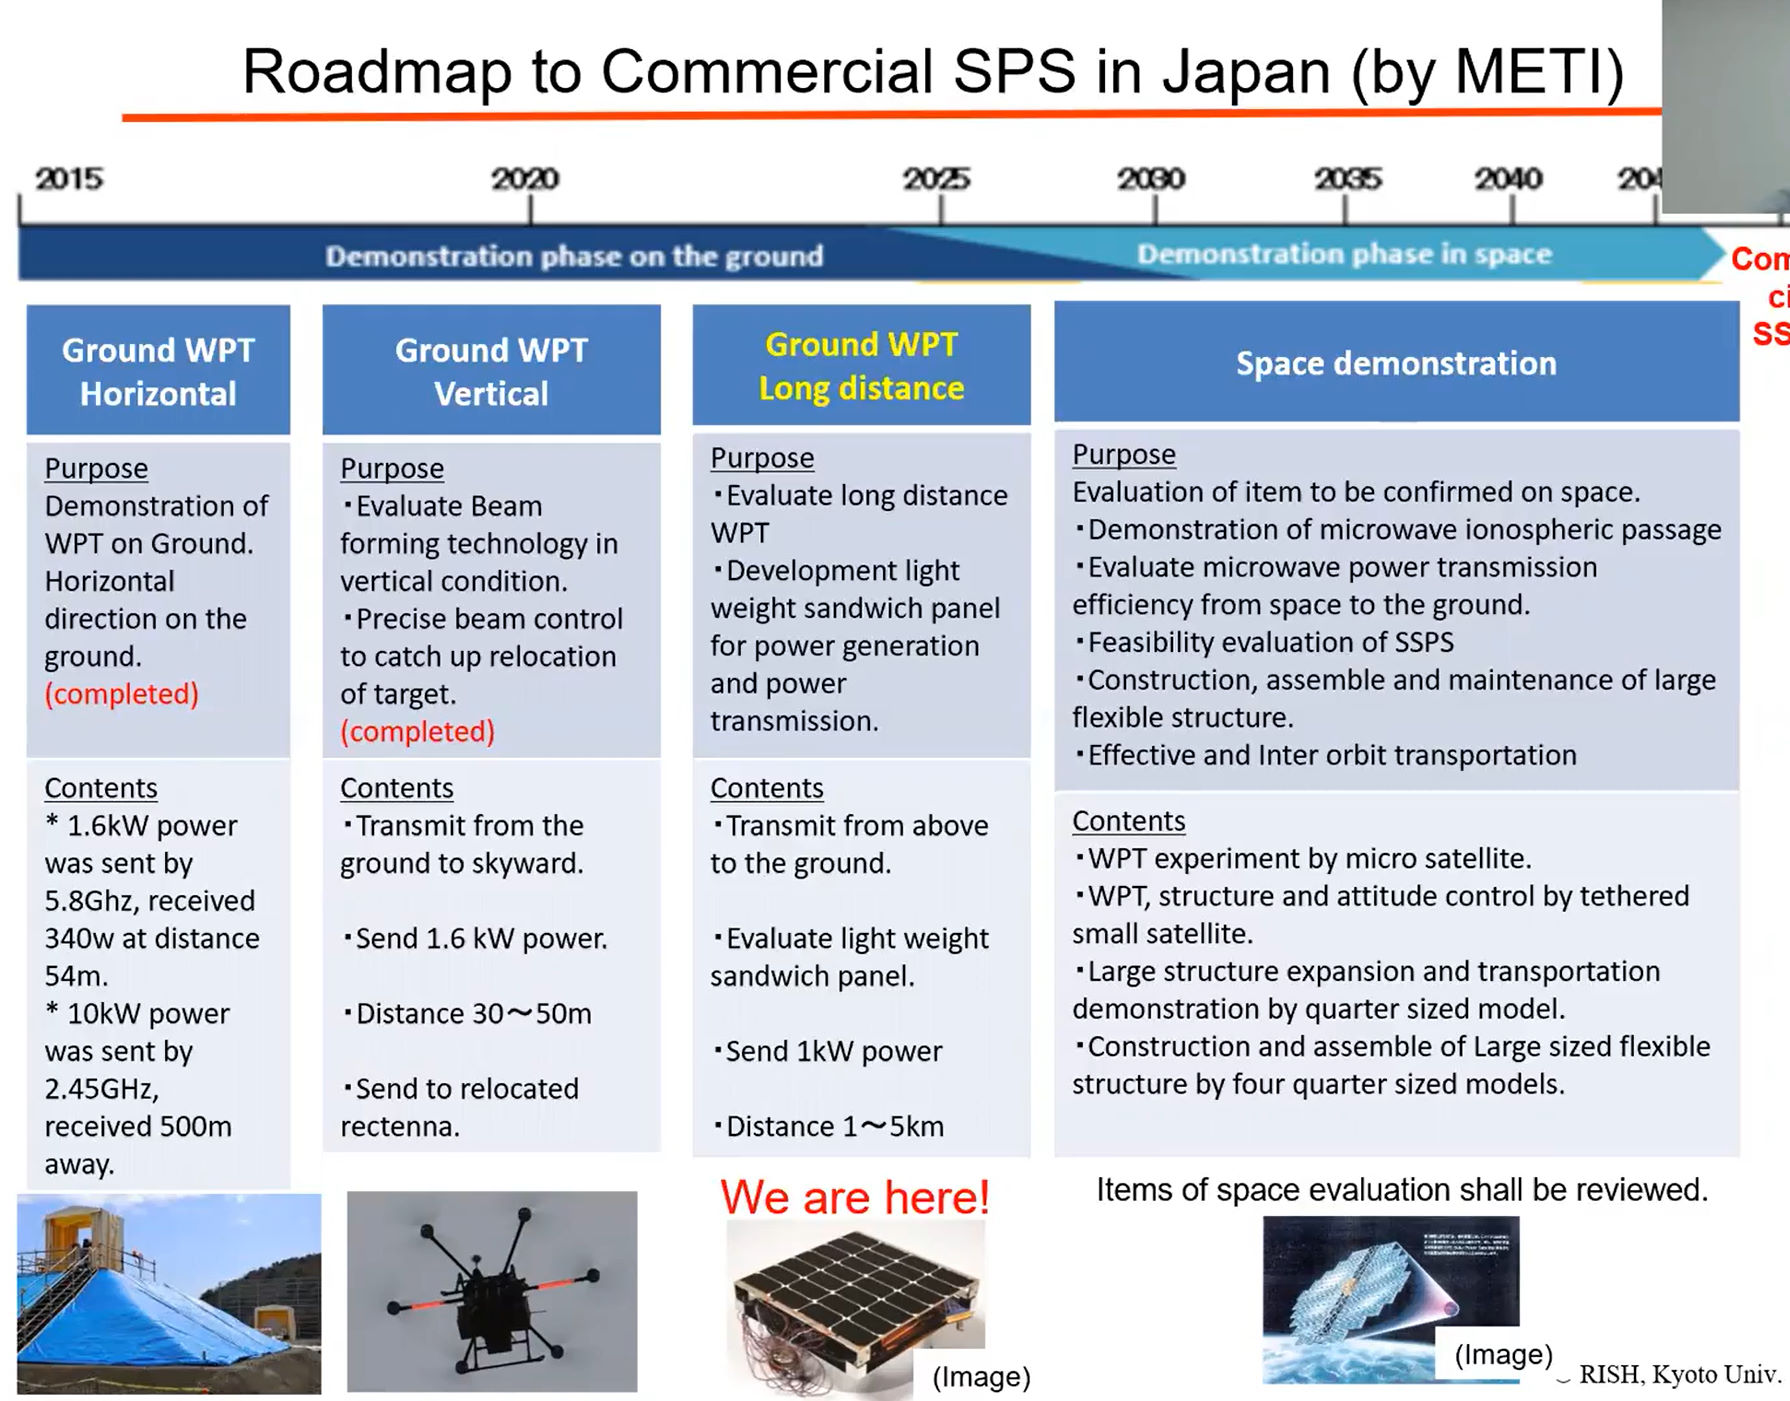 Roadmap to Commercial SPS in Japan (by METI)
2015 2020 2025 2030 2035 2040
Demonstration phase on the ground
Demonstration phase in space
Ground WPT
Horizontal
Purpose
Demonstration of
WPT on Ground.
Horizontal
direction on the
ground.
(completed)
Contents
* 1.6kW power
was sent by
5.8Ghz, received
340w at distance
54m.
* 10kW power
was sent by
2.45GHz,
received 500m
away.
Ground WPT
Vertical
Purpose
・Evaluate Beam
forming technology in
vertical condition.
・Precise beam control
to catch up relocation
of target.
(completed)
Contents
・Transmit from the
ground to skyward.
・Send 1.6 kW power.
・Distance 30～50m
・Send to relocated
rectenna.
Ground WPT
Long distance
Purpose
・Evaluate long distance
WPT
・Development light
weight sandwich panel
for power generation
and power
transmission.
Contents
・Transmit from above
to the ground.
・Evaluate light weight
sandwich panel.
・Send 1kW power
・Distance 1～5km
We are here!
(Image)
Space demonstration
Purpose
Evaluation of item to be confirmed on space.
・Demonstration of microwave ionospheric passage
・Evaluate microwave power transmission
efficiency from space to the ground.
・Feasibility evaluation of SSPS
・Construction, assemble and maintenance of large
flexible structure.
・Effective and Inter orbit transportation
Contents
・WPT experiment by micro satellite.
・WPT, structure and attitude control by tethered
small satellite.
・Large structure expansion and transportation
demonstration by quarter sized model.
・Construction and assemble of Large sized flexible
structure by four quarter sized models.
Items of space evaluation shall be reviewed.
(Image)
RISH, Kyoto Univ.